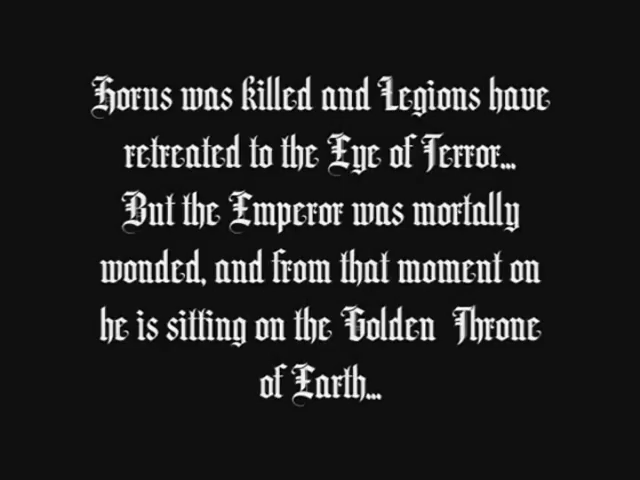 Horus was killed and Legions have
retreated to the Eye of Terror...
But the Emperor was mortally
wonded, and from that moment on
he is sitting on the Golden Throne
of Earth...